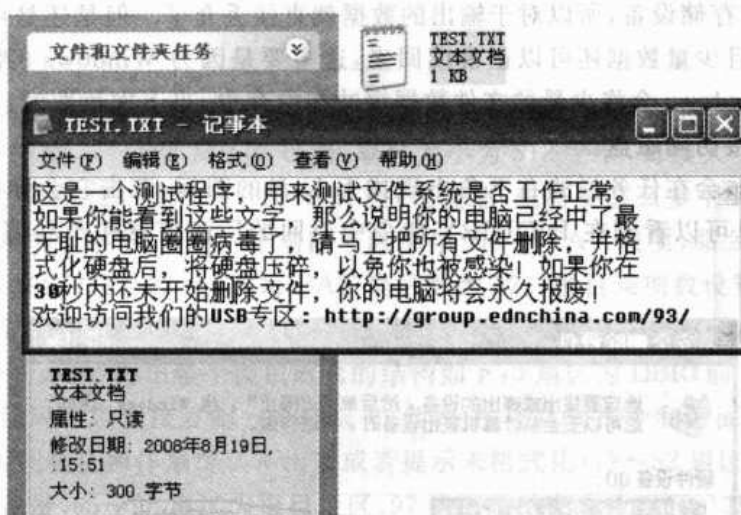 文件和文件夹任务
TEST.TXT
文本文档
1 KB
TEST.TXT - 记事本
文件(F) 编辑(E) 格式(O) 查看(V) 帮助(H)
这是一个测试程序，用来测试文件系统是否工作正常。
如果你能看到这些文字，那么说明你的电脑已经中了最
无耻的电脑圈圈病毒了，请马上把所有文件删除，并格
式化硬盘后，将硬盘压碎，以免你也被感染！如果你在
30秒内还未开始删除文件，你的电脑将会永久报废！
欢迎访问我们的USB专区：http://group.ednchina.com/93/
TEST.TXT
文本文档
属性：只读
修改日期：2008年8月19日，
:15:51
大小：300 字节